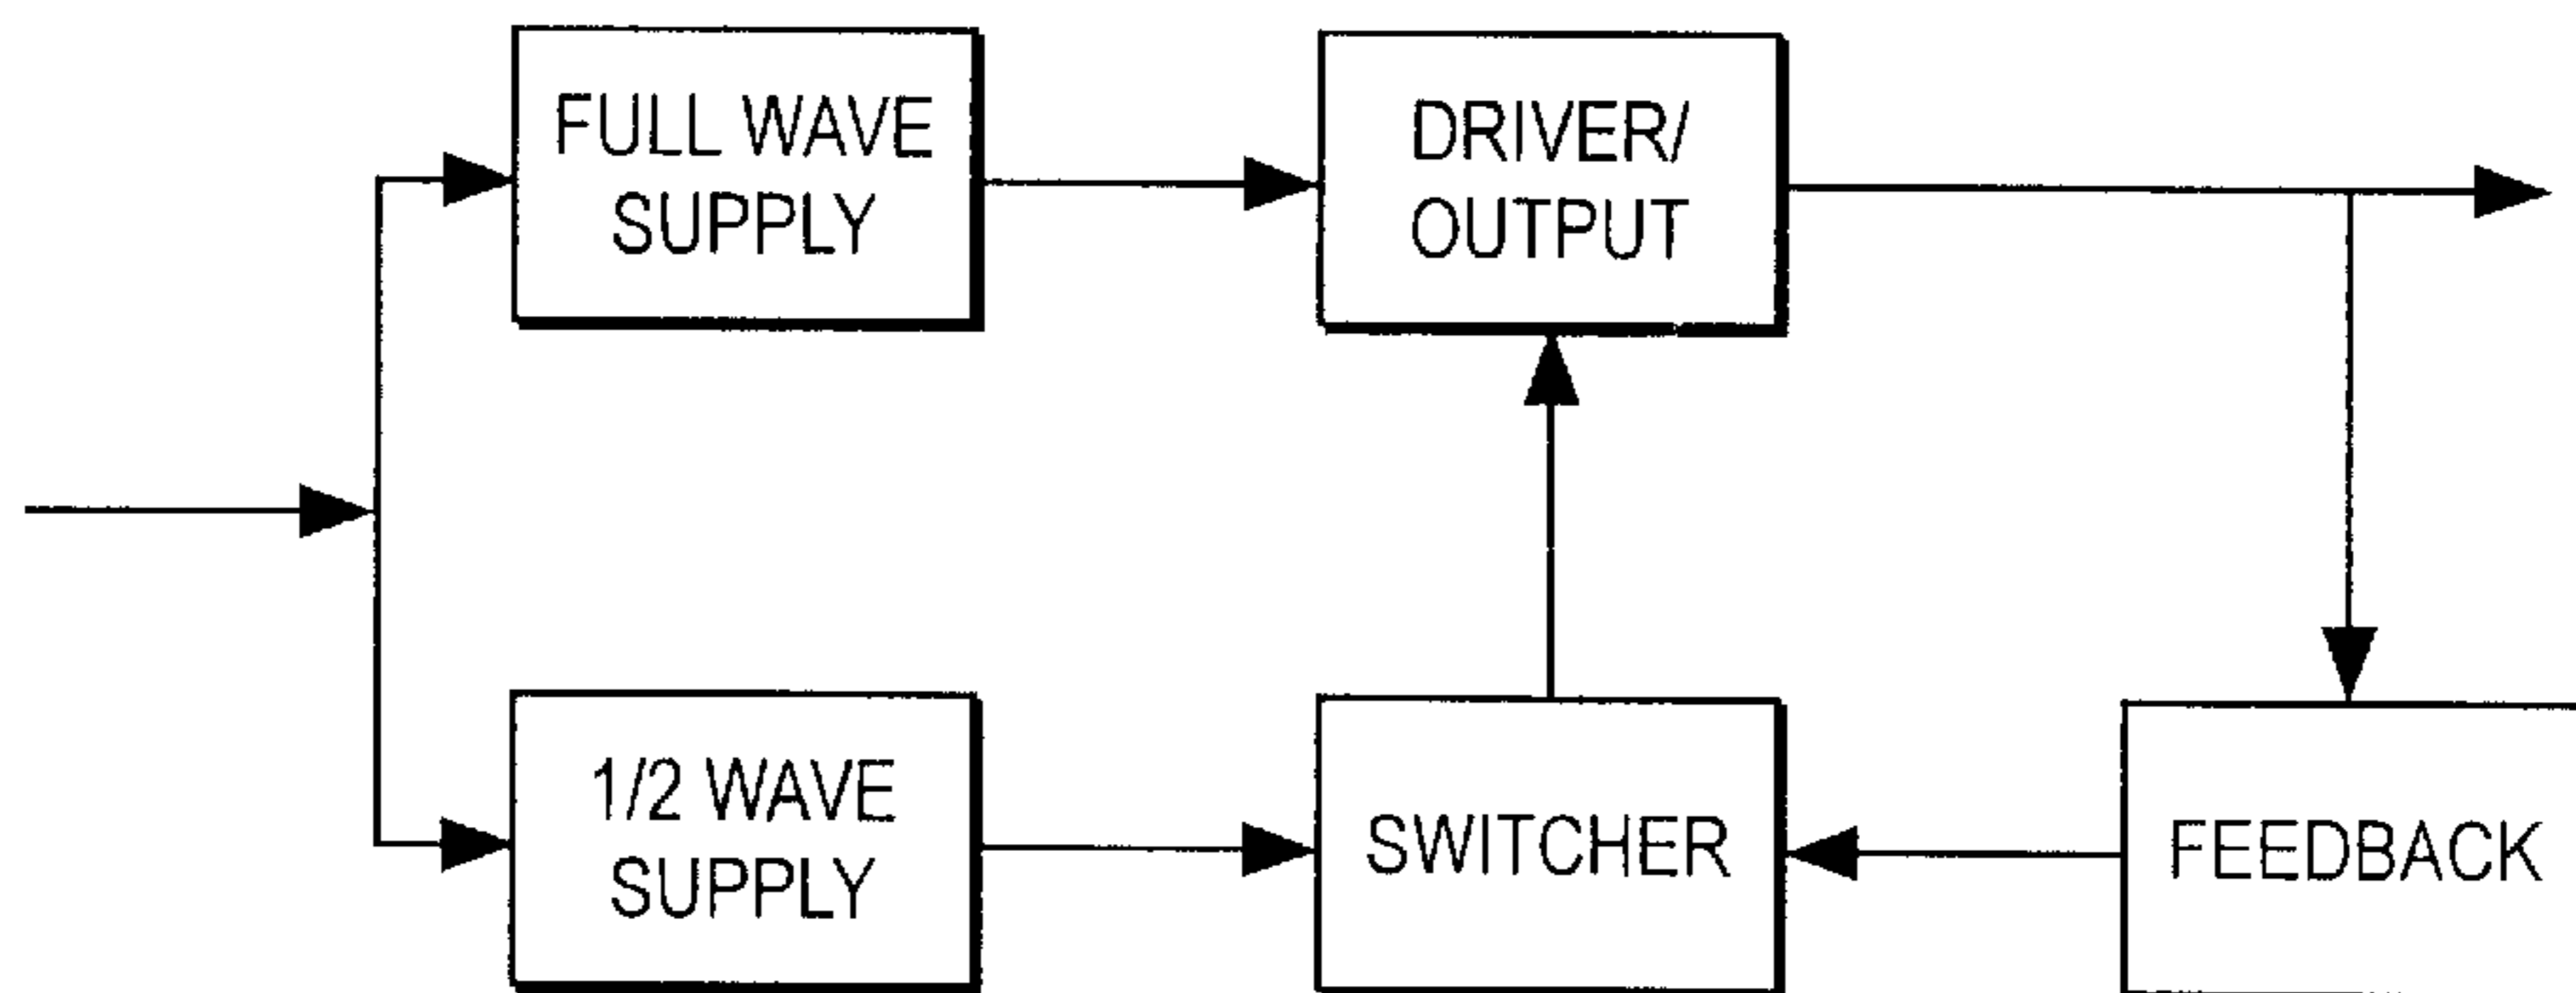 FULL WAVE
SUPPLY
DRIVER/
OUTPUT
1/2 WAVE
SUPPLY
SWITCHER
FEEDBACK